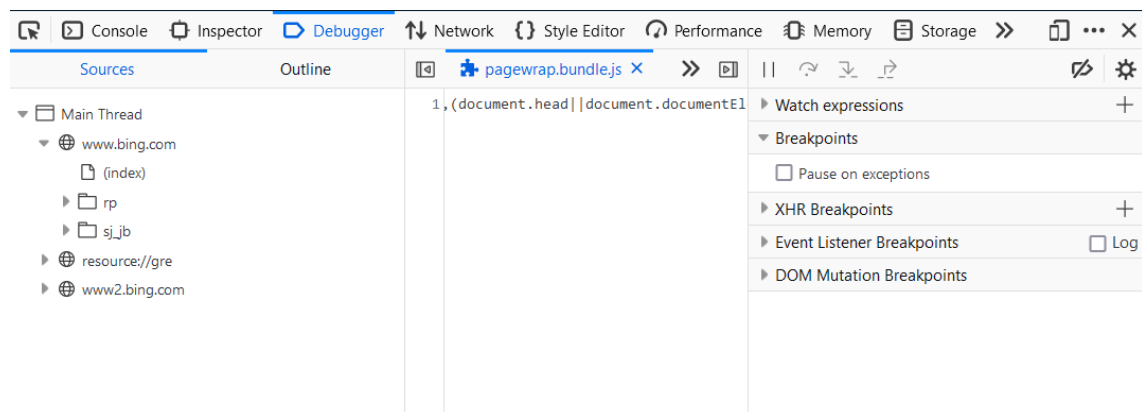 Console Inspector Debugger Network {} Style Editor Performance Memory Storage
Sources Outline pagewrap.bundle.js
1 ,(document.head||document.documentEl
Main Thread
www.bing.com
(index)
rp
sj_jb
resource://gre
www2.bing.com
Watch expressions
Breakpoints
Pause on exceptions
XHR Breakpoints
Event Listener Breakpoints Log
DOM Mutation Breakpoints